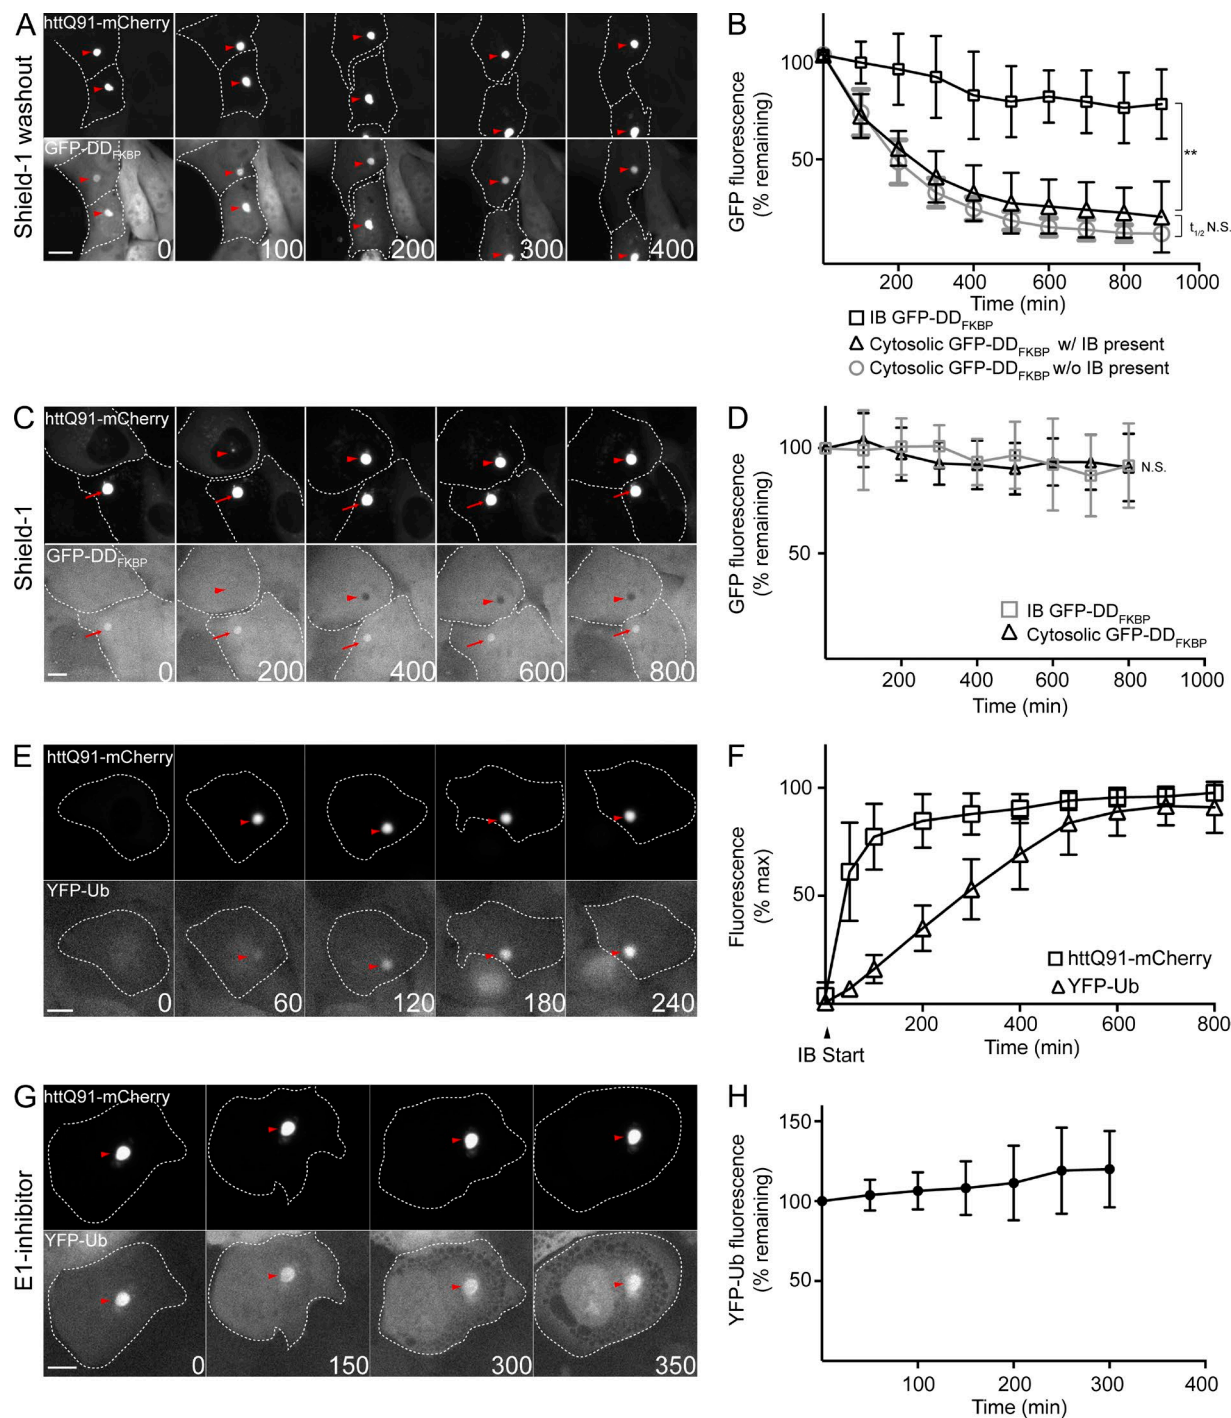 A
Shield-1 washout
httQ91-mCherry
GFP-DDFKBP
0
100
200
300
400
B
GFP fluorescence
(% remaining)
100
50
200
400
600
800
1000
Time (min)
**
t1/2 N.S.
IB GFP-DDFKBP
Cytosolic GFP-DDFKBP w/ IB present
Cytosolic GFP-DDFKBP w/o IB present
C
Shield-1
httQ91-mCherry
GFP-DDFKBP
0
200
400
600
800
D
GFP fluorescence
(% remaining)
100
50
N.S.
IB GFP-DDFKBP
Cytosolic GFP-DDFKBP
200
400
600
800
1000
Time (min)
E
httQ91-mCherry
YFP-Ub
0
60
120
180
240
F
Fluorescence
(% max)
100
50
httQ91-mCherry
YFP-Ub
200
400
600
800
IB Start
Time (min)
G
E1-inhibitor
httQ91-mCherry
YFP-Ub
0
150
300
350
H
YFP-Ub fluorescence
(% remaining)
150
100
50
100
200
300
400
Time (min)